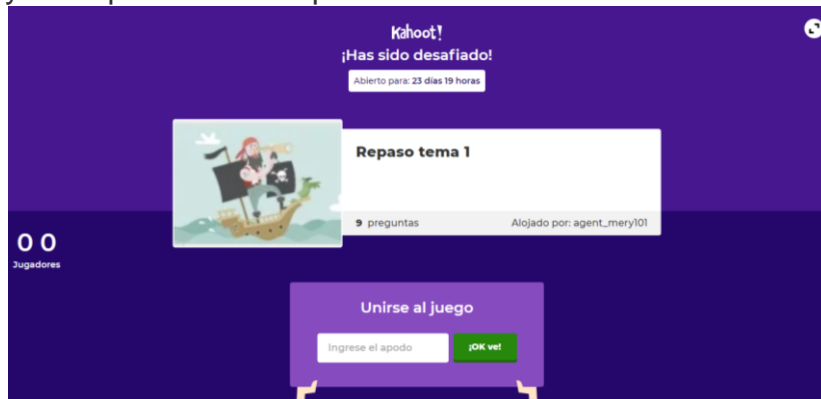 Kahoot!
¡Has sido desafiado!
Abierto para: 23 días 19 horas
Repaso tema 1
9 preguntas
Alojado por: agent_mery101
0 0
Jugadores
Unirse al juego
Ingrese el apodo
¡OK ve!